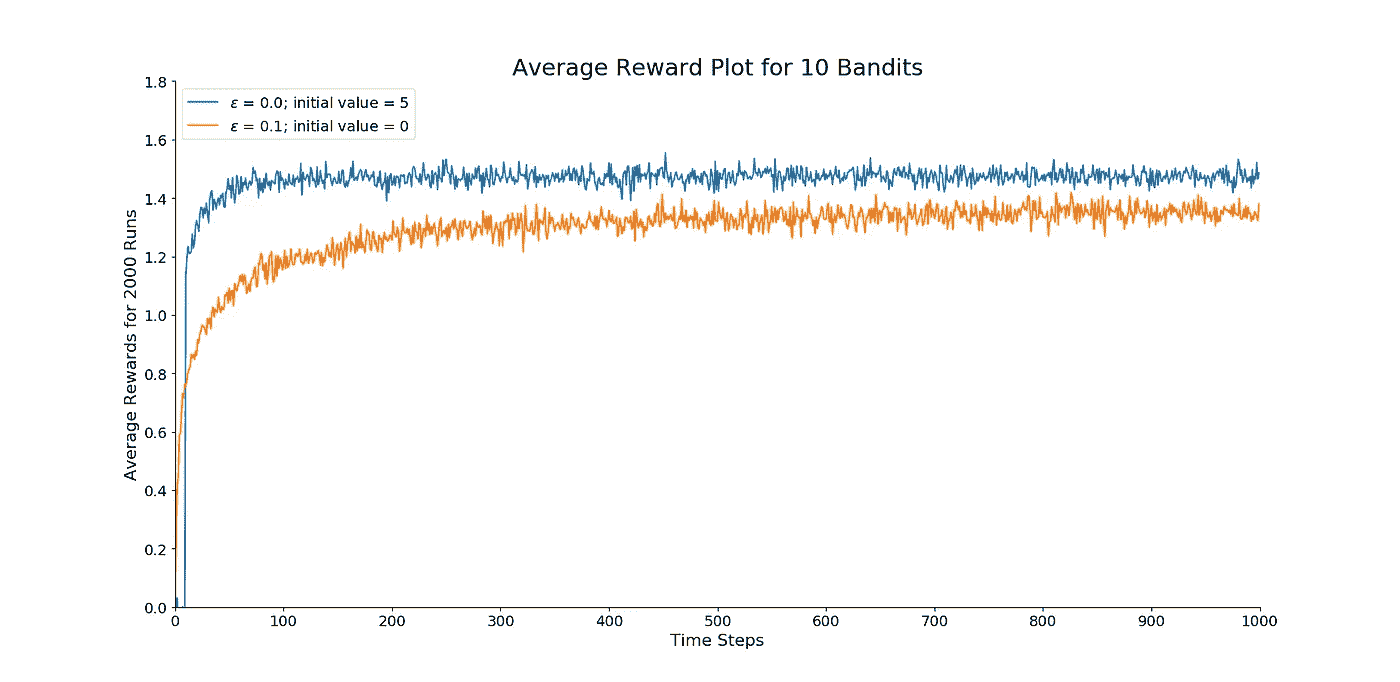 Average Reward Plot for 10 Bandits
ε = 0.0; initial value = 5
ε = 0.1; initial value = 0
Average Rewards for 2000 Runs
1.8
1.6
1.4
1.2
1.0
0.8
0.6
0.4
0.2
0.0
0 100 200 300 400 500 600 700 800 900 1000
Time Steps